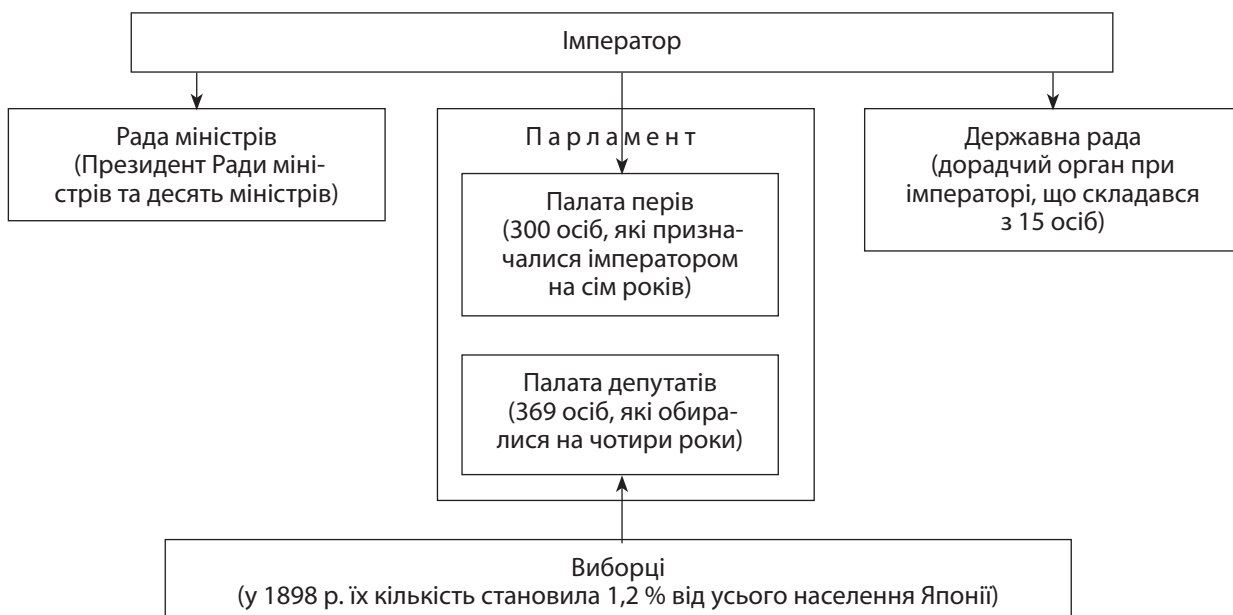 Імператор
Рада міністрів
(Президент Ради міні-
стрів та десять міністрів)
Парламент
Палата перів
(300 осіб, які призна-
чалися імператором
на сім років)
Палата депутатів
(369 осіб, які обира-
лися на чотири роки)
Державна рада
(дорадчий орган при
імператорі, що складався
з 15 осіб)
Виборці
(у 1898 р. їх кількість становила 1,2 % від усього населення Японії)